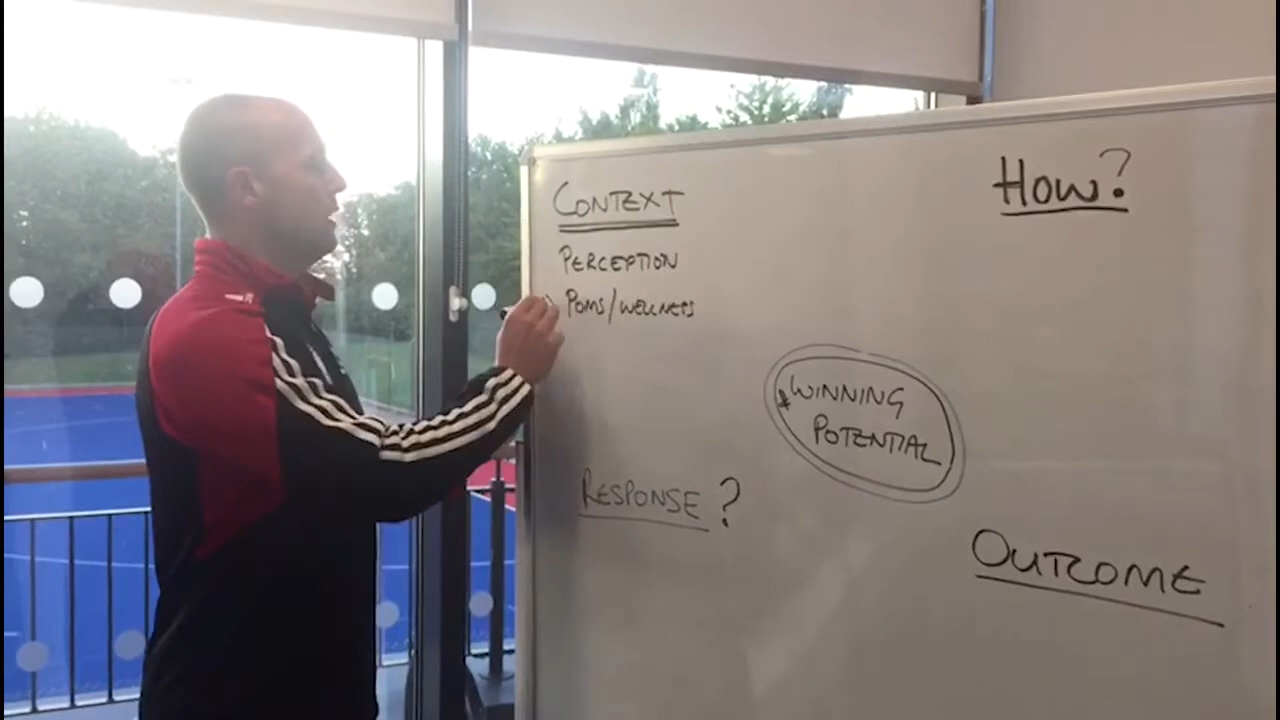 CONTEXT
PERCEPTION
POMS/WELLNESS
HOW?
WINNING
POTENTIAL
RESPONSE?
OUTCOME